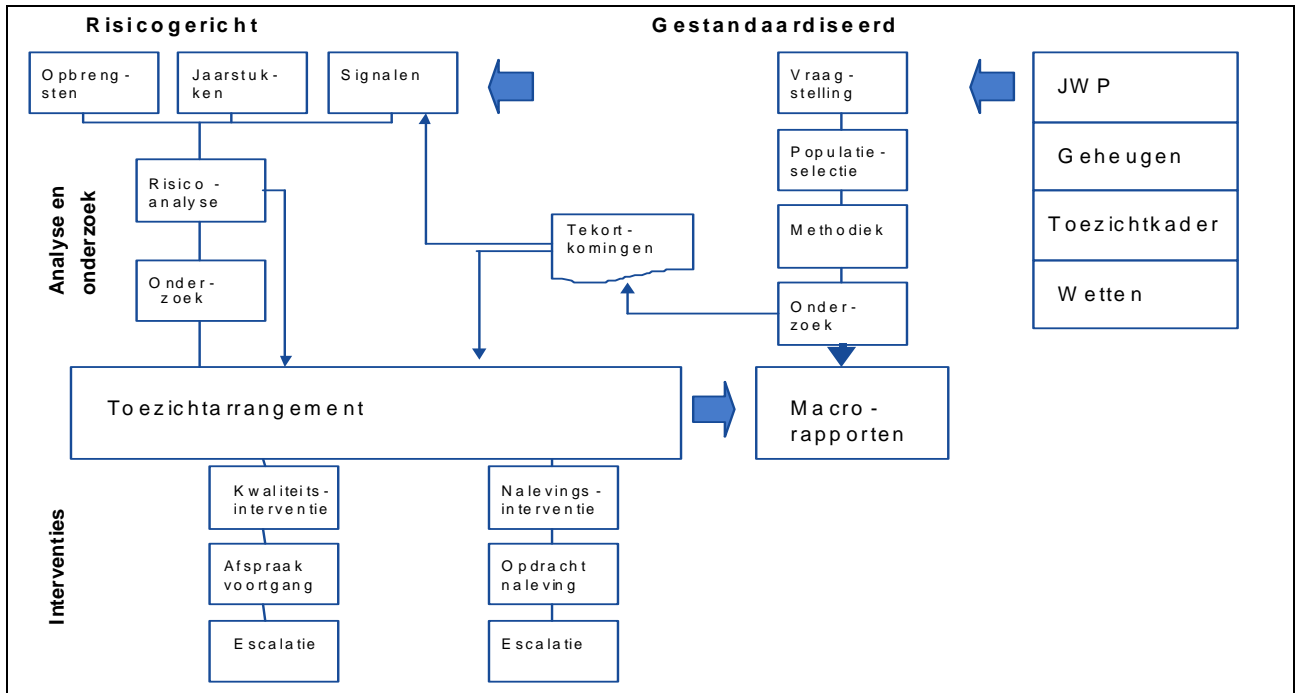 Risicogericht
Gestandaardiseerd
Opbreng-
sten
Jaarstuk-
ken
Signalen
Vraag-
stelling
JWP
Populatie-
selectie
Geheugen
Analyse en
onderzoek
Risico-
analyse
Methodiek
Toezichtkader
Tekort-
komingen
Onder-
zoek
Onder-
zoek
Wetten
Toezichtarrangement
Macro-
rapporten
Interventies
Kwaliteits-
interventie
Nalevings-
interventie
Afspraak
voortgang
Opdracht
naleving
Escalatie
Escalatie